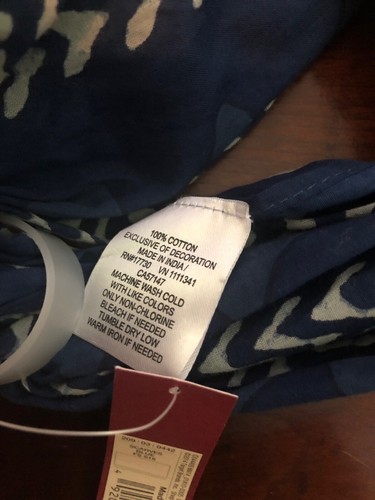 100% COTTON
EXCLUSIVE OF DECORATION
MADE IN INDIA /
RN#17730 VN 1111341
CA57147
MACHINE WASH COLD
WITH LIKE COLORS
ONLY NON-CHLORINE
BLEACH IF NEEDED
TUMBLE DRY LOW
WARM IRON IF NEEDED